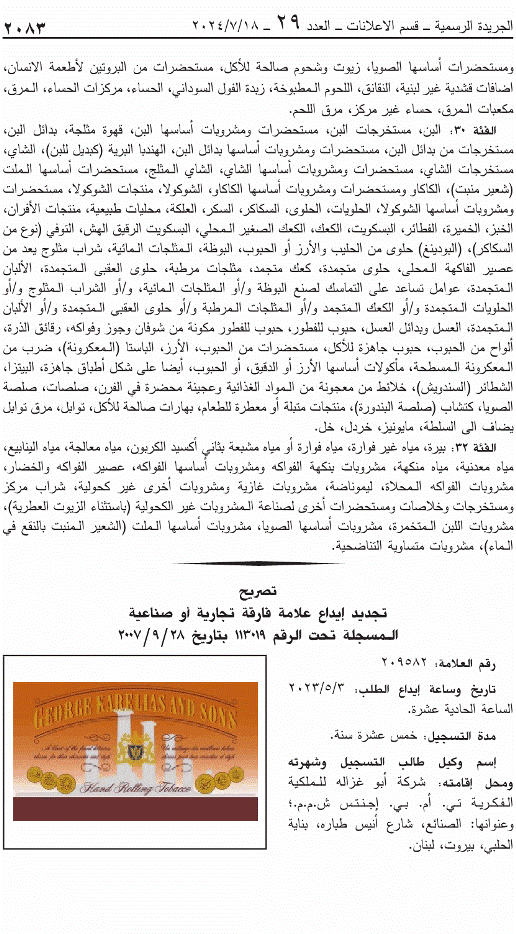 الجريدة الرسمية ــ قسم الاعلانات ــ العدد ٢٩ ــ ٢٠٢٤/٧/١٨
٢٠٨٣
ومستحضرات أساسها الصويا، زيوت وشحوم صالحة للأكل، مستحضرات من البروتين لأطعمة الانسان،
اضافات قشدية غير لبنية، النقانق، اللحوم المطبوخة، زبدة الفول السوداني، الحساء، مركزات الحساء، المرق،
مكعبات المرق، حساء غير مركز، مرق اللحم.
الفئة ٣٠: البن، مستخرجات البن، مستحضرات ومشروبات أساسها البن، قهوة مثلجة، بدائل البن،
مستخرجات من بدائل البن، مستحضرات ومشروبات أساسها بدائل البن، الهندبا البرية (كبديل للبن)، الشاي،
مستخرجات الشاي، مستحضرات ومشروبات أساسها الشاي، الشاي المثلج، مستحضرات أساسها الملت
(شعير منبت)، الكاكاو ومستحضرات ومشروبات أساسها الكاكاو، الشوكولا، منتجات الشوكولا، مستحضرات
ومشروبات أساسها الشوكولا، الحلويات، الحلوى، السكاكر، السكر، العلكة، محليات طبيعية، منتجات الأفران،
الخبز، الخميرة، الفطائر، البسكويت، الكعك، الكعك الصغير المحلي، البسكويت الرقيق الهش، التوفي (نوع من
السكاكر)، (البودينغ) حلوى من الحليب والأرز أو الحبوب، البوظة، المثلجات المائية، شراب مثلوج يعد من
عصير الفاكهة المحلى، حلوى متجمدة، كعك متجمد، مثلجات مرطبة، حلوى العقبى المتجمدة، الألبان
المتجمدة، عوامل تساعد على التماسك لصنع البوظة و/أو المثلجات المائية، و/أو الشراب المثلوج و/أو
الحلويات المتجمدة و/أو الكعك المتجمد و/أو المثلجات المرطبة و/أو حلوى العقبى المتجمدة و/أو الألبان
المتجمدة، العسل وبدائل العسل، حبوب للفطور، حبوب للفطور مكونة من شوفان وجوز وفواكه، رقائق الذرة،
ألواح من الحبوب، حبوب جاهزة للأكل، مستحضرات من الحبوب، الأرز، الباستا (المعكرونة)، ضرب من
المعكرونة المسطحة، مأكولات أساسها الأرز أو الدقيق، أو الحبوب، أيضا على شكل أطباق جاهزة، البيتزا،
الشطائر (السندويش)، خلائط من معجونة من المواد الغذائية وعجينة محضرة في الفرن، صلصات، صلصة
الصويا، كتشاب (صلصة البندورة)، منتجات متبلة أو معطرة للطعام، بهارات صالحة للأكل، توابل، مرق توابل
يضاف الى السلطة، مايونيز، خردل، خل.
الفئة ٣٢: بيرة، مياه غير فوارة، مياه فوارة أو مياه مشبعة بثاني أكسيد الكربون، مياه معالجة، مياه الينابيع،
مياه معدنية، مياه منكهة، مشروبات بنكهة الفواكه ومشروبات أساسها الفواكه، عصير الفواكه والخضار،
مشروبات الفواكه المحلاة، ليموناضة، مشروبات غازية ومشروبات أخرى غير كحولية، شراب مركز
ومستخرجات وخلاصات ومستحضرات أخرى لصناعة المشروبات غير الكحولية (باستثناء الزيوت العطرية)،
مشروبات اللبن المتخمرة، مشروبات أساسها الصويا، مشروبات أساسها الملت (الشعير المنبت بالنقع في
الماء)، مشروبات متساوية التناضحية.
تصريح
تجديد إيداع علامة فارقة تجارية أو صناعية
المسجلة تحت الرقم ١١٣٠١٩ بتاريخ ٢٠٠٧/٩/٢٨
رقم العلامة: ٢٠٩٥٨٢
تاريخ وساعة إيداع الطلب: ٢٠٢٣/٥/٣
الساعة الحادية عشرة.
مدة التسجيل: خمس عشرة سنة.
إسم وكيل طالب التسجيل وشهرته
ومحل إقامته: شركة أبو غزاله للملكية
الفكرية تي. أم. بي. إجنتس ش.م.م.؛
وعنوانها: الصنائع، شارع أنيس طباره، بناية
الحلبي، بيروت، لبنان.
GEORGE KARELIAS AND SONS
Hand Rolling Tobacco